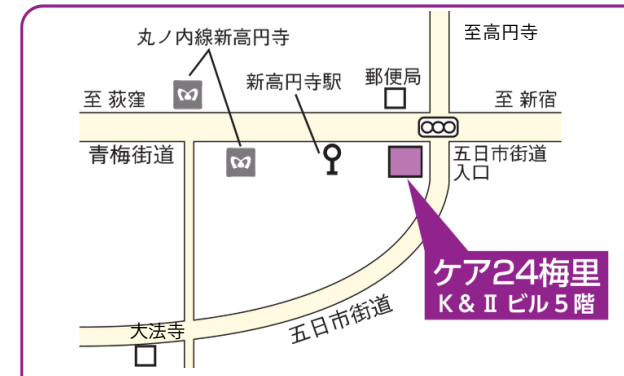 至高円寺
丸ノ内線新高円寺
新高円寺駅
郵便局
至 荻窪
至 新宿
青梅街道
五日市街道
入口
ケア24梅里
K & Ⅱ ビル 5 階
五日市街道
大法寺